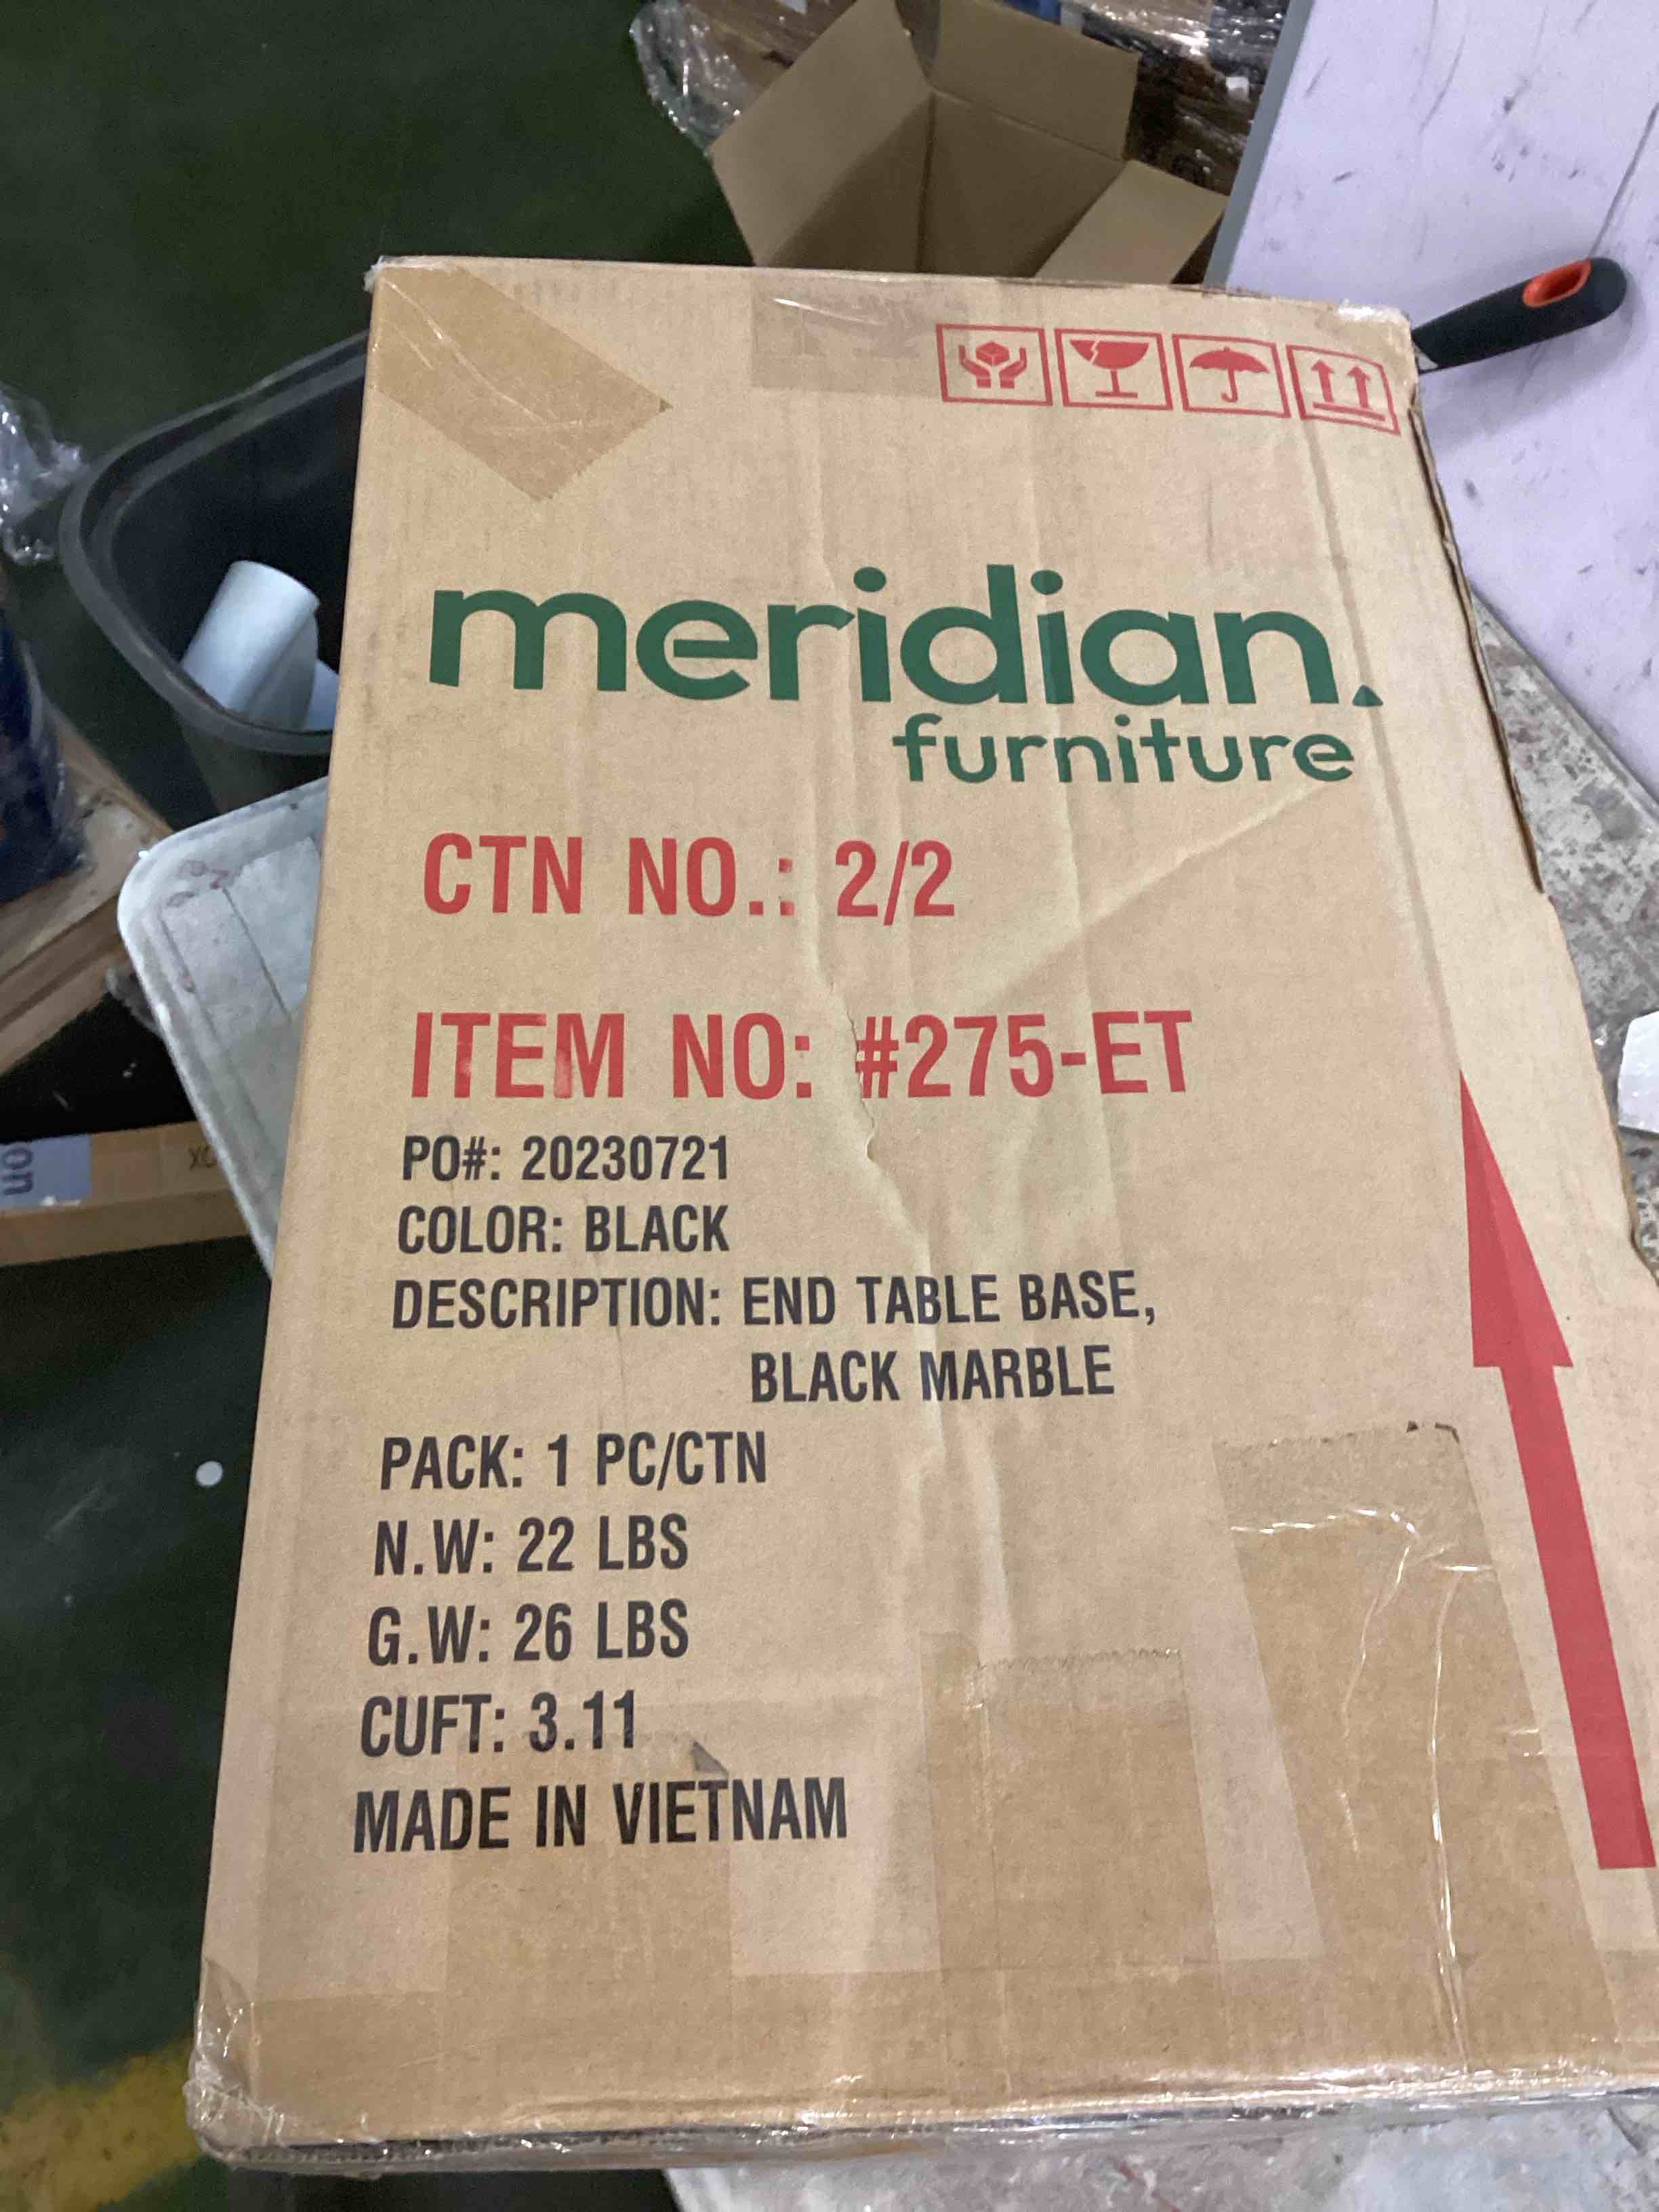 meridian.
furniture
CTN NO.: 2/2
ITEM NO: #275-ET
PO#: 20230721
COLOR: BLACK
DESCRIPTION: END TABLE BASE,
BLACK MARBLE
PACK: 1 PC/CTN
N.W: 22 LBS
G.W: 26 LBS
CUFT: 3.11
MADE IN VIETNAM